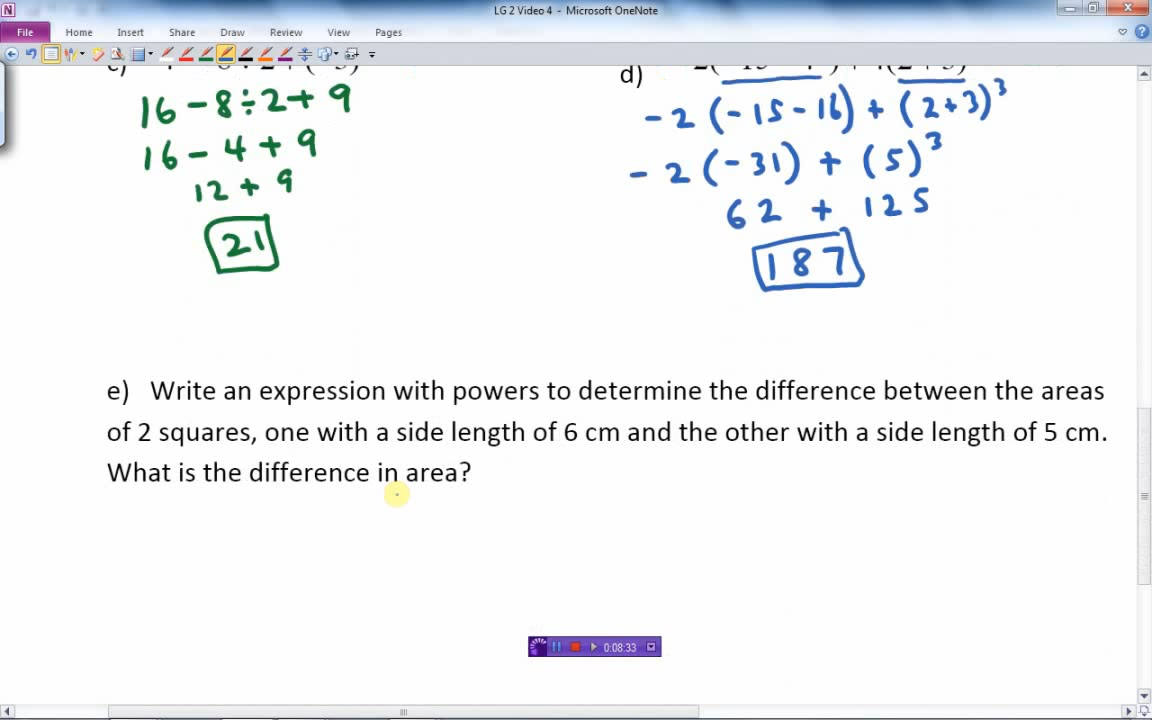 LG 2 Video 4 - Microsoft OneNote
File Home Insert Share Draw Review View Pages
d)
16 - 8 ÷ 2 + 9
16 - 4 + 9
12 + 9
21
- 2 (- 15 - 16) + (2 + 3)³
- 2 (- 31) + (5)³
62 + 125
187
e) Write an expression with powers to determine the difference between the areas
of 2 squares, one with a side length of 6 cm and the other with a side length of 5 cm.
What is the difference in area?
0:08:33